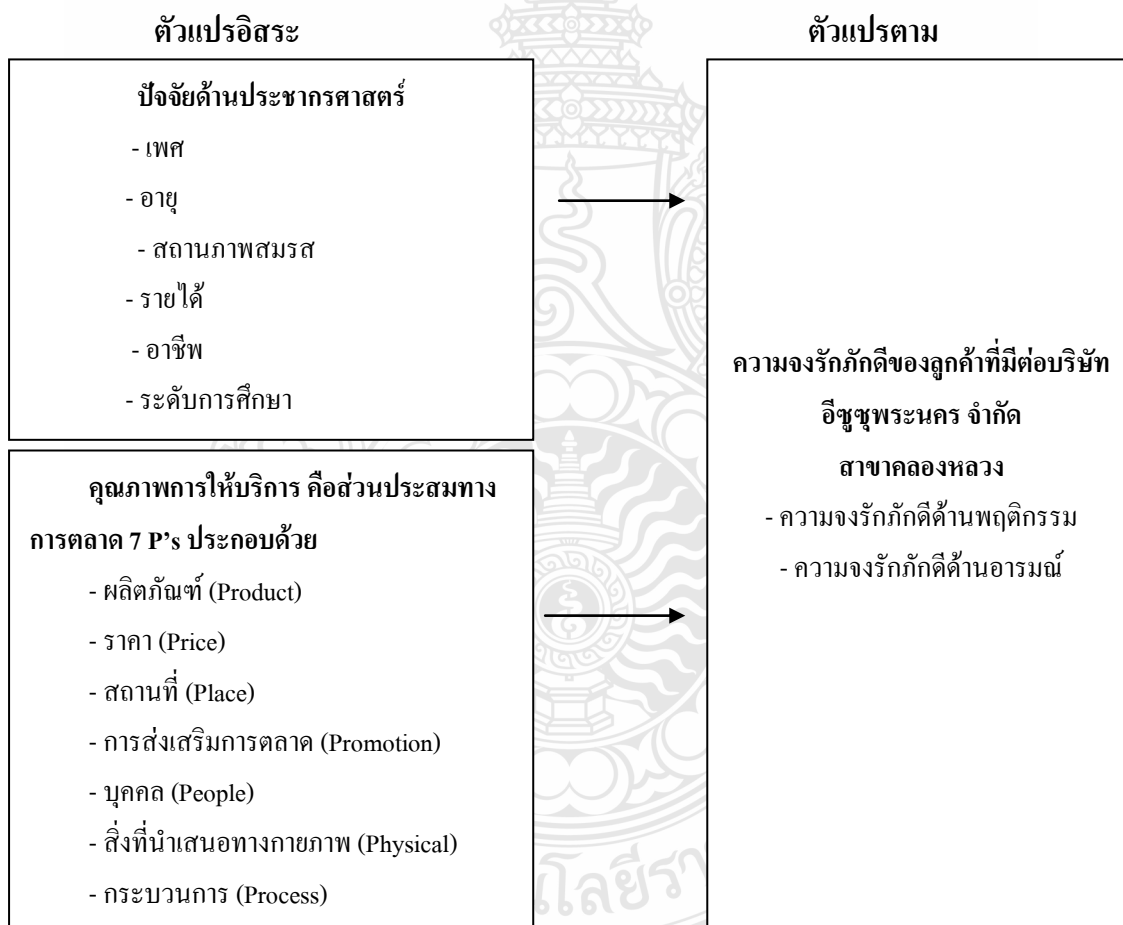 ตัวแปรอิสระ
ปัจจัยด้านประชากรศาสตร์
- เพศ
- อายุ
- สถานภาพสมรส
- รายได้
- อาชีพ
- ระดับการศึกษา
คุณภาพการให้บริการ คือส่วนประสมทาง
การตลาด 7 P’s ประกอบด้วย
- ผลิตภัณฑ์ (Product)
- ราคา (Price)
- สถานที่ (Place)
- การส่งเสริมการตลาด (Promotion)
- บุคคล (People)
- สิ่งที่นำเสนอทางกายภาพ (Physical)
- กระบวนการ (Process)
ตัวแปรตาม
ความจงรักภักดีของลูกค้าที่มีต่อบริษัท
อีซูซุพระนคร จำกัด
สาขาคลองหลวง
- ความจงรักภักดีด้านพฤติกรรม
- ความจงรักภักดีด้านอารมณ์